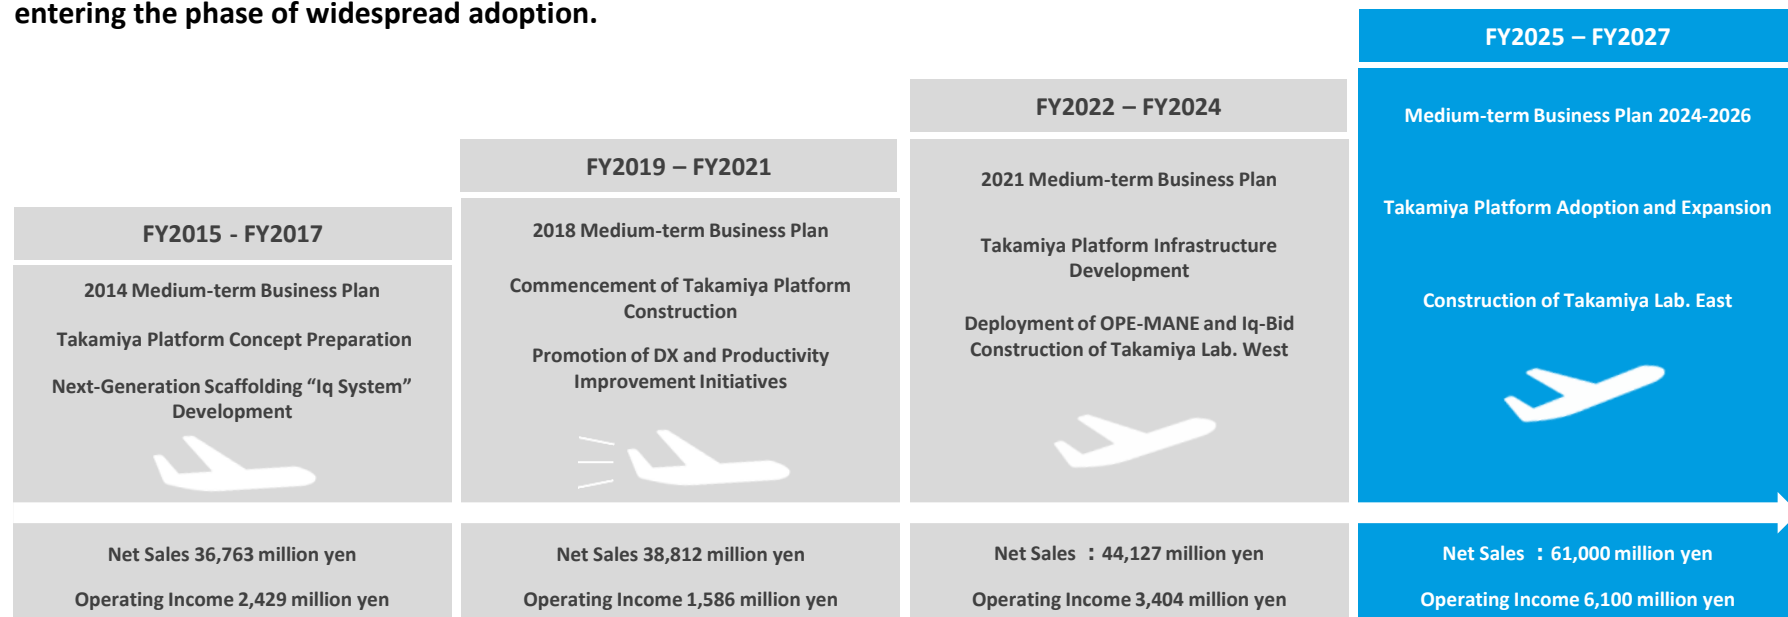 entering the phase of widespread adoption.
FY2015 - FY2017
2014 Medium-term Business Plan
Takamiya Platform Concept Preparation
Next-Generation Scaffolding “Iq System”
Development
Net Sales 36,763 million yen
Operating Income 2,429 million yen
FY2019 – FY2021
2018 Medium-term Business Plan
Commencement of Takamiya Platform
Construction
Promotion of DX and Productivity
Improvement Initiatives
Net Sales 38,812 million yen
Operating Income 1,586 million yen
FY2022 – FY2024
2021 Medium-term Business Plan
Takamiya Platform Infrastructure
Development
Deployment of OPE-MANE and Iq-Bid
Construction of Takamiya Lab. West
Net Sales ：44,127 million yen
Operating Income 3,404 million yen
FY2025 – FY2027
Medium-term Business Plan 2024-2026
Takamiya Platform Adoption and Expansion
Construction of Takamiya Lab. East
Net Sales ：61,000 million yen
Operating Income 6,100 million yen